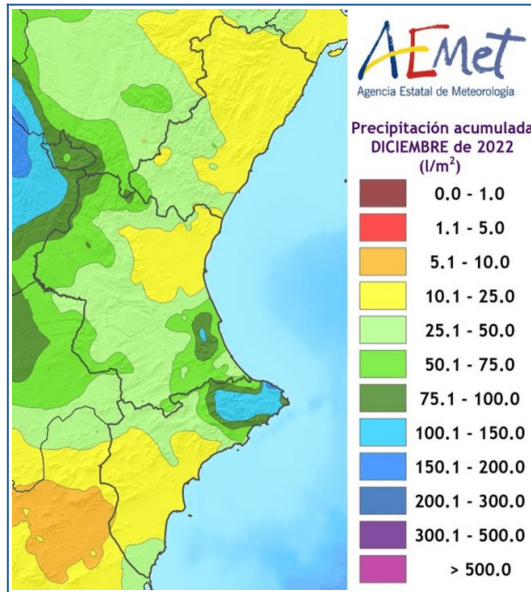 AEMet
Agencia Estatal de Meteorología
Precipitación acumulada
DICIEMBRE de 2022
(l/m²)
0.0 - 1.0
1.1 - 5.0
5.1 - 10.0
10.1 - 25.0
25.1 - 50.0
50.1 - 75.0
75.1 - 100.0
100.1 - 150.0
150.1 - 200.0
200.1 - 300.0
300.1 - 500.0
> 500.0